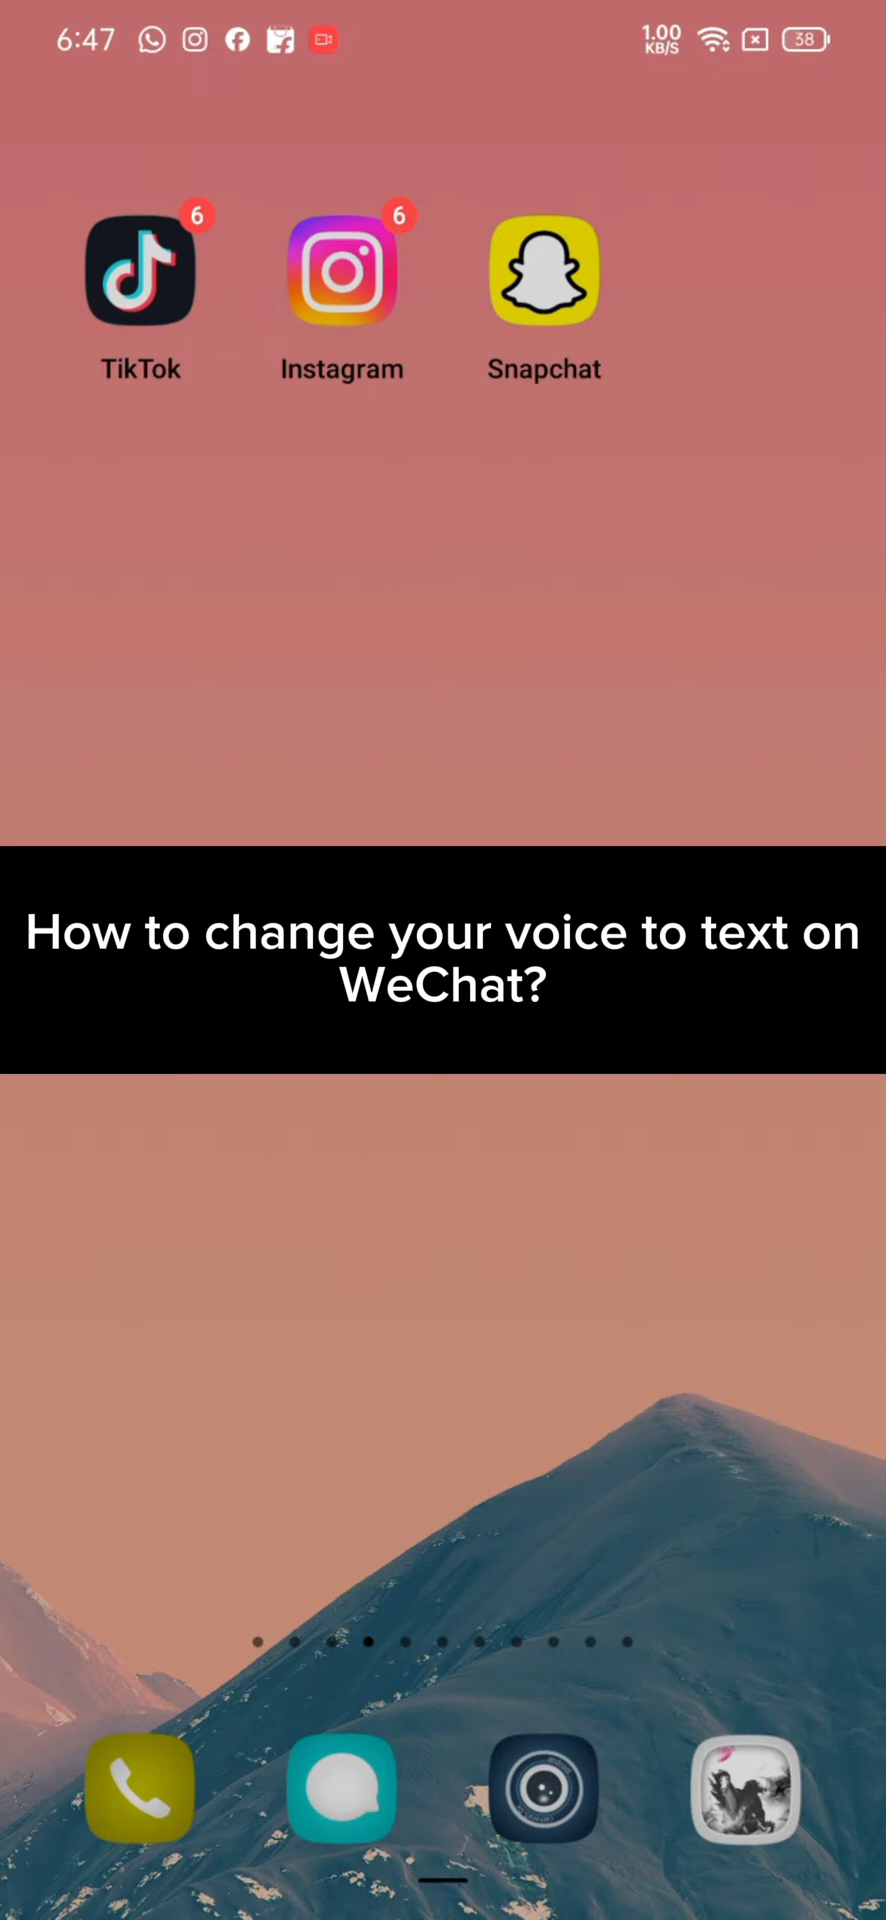 6:47
1.00
KB/S
38
6
6
TikTok
Instagram
Snapchat
How to change your voice to text on
WeChat?